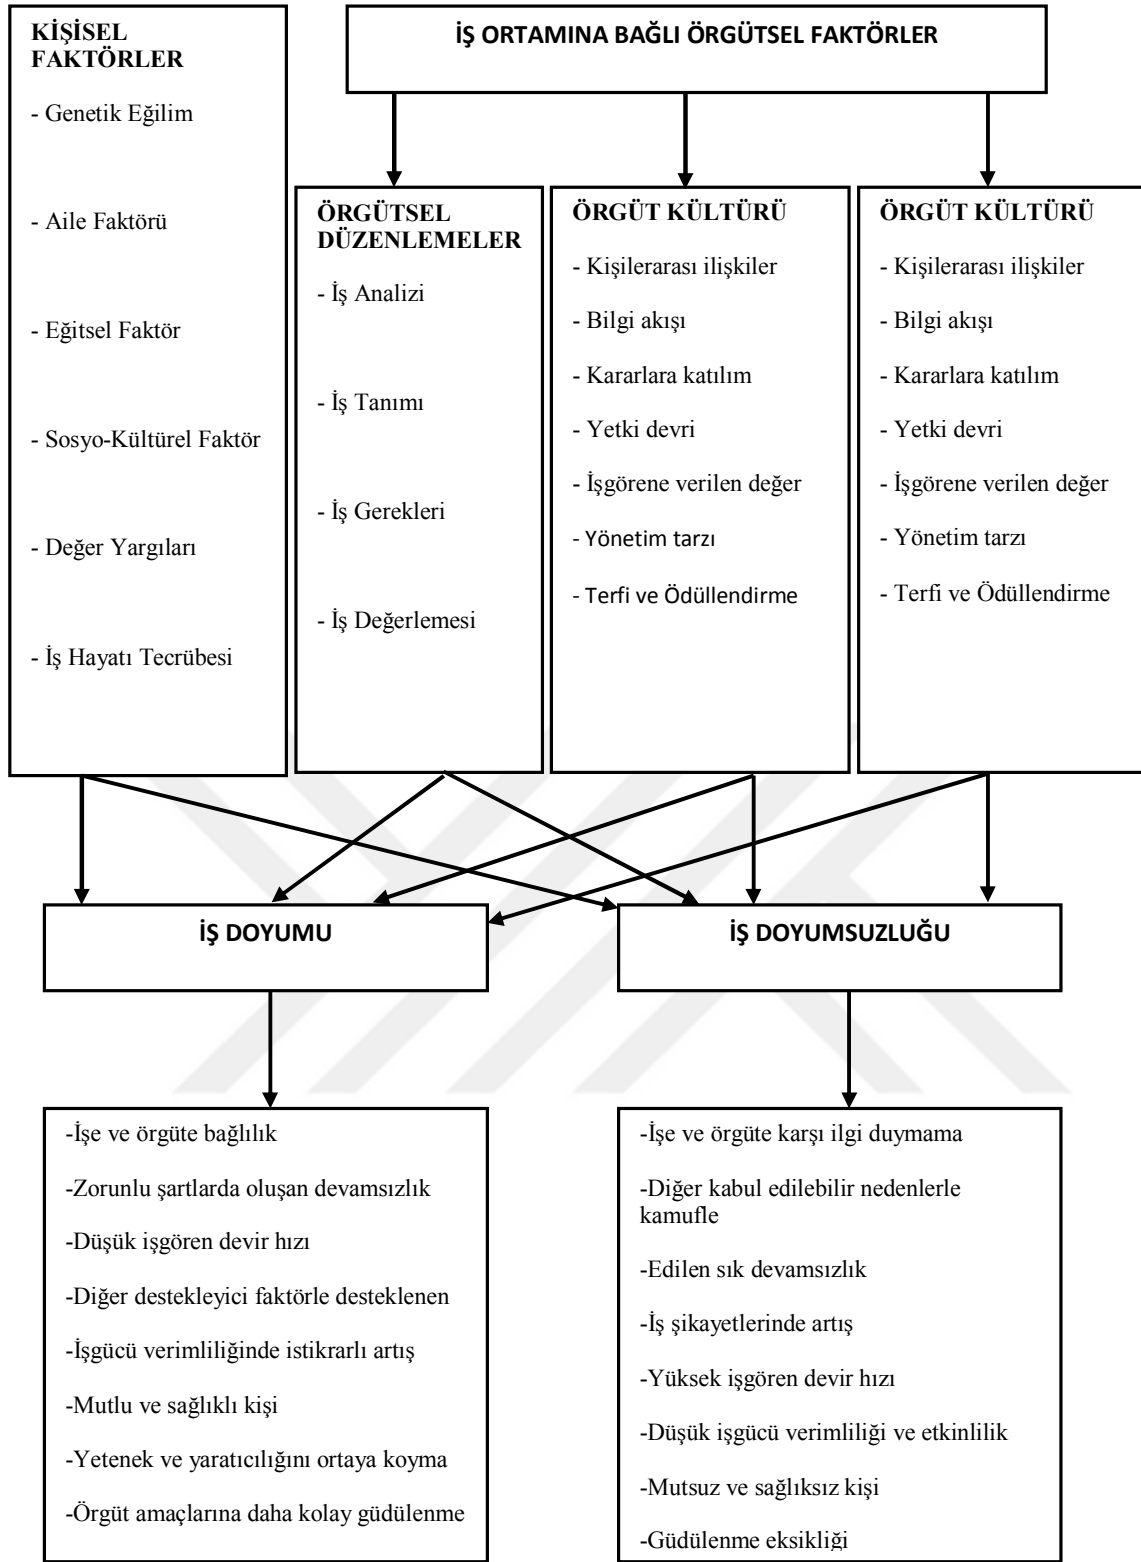 KİŞİSEL
FAKTÖRLER
- Genetik Eğilim
- Aile Faktörü
- Eğitsel Faktör
- Sosyo-Kültürel Faktör
- Değer Yargıları
- İş Hayatı Tecrübesi
İŞ ORTAMINA BAĞLI ÖRGÜTSEL FAKTÖRLER
ÖRGÜTSEL
DÜZENLEMELER
- İş Analizi
- İş Tanımı
- İş Gerekleri
- İş Değerlemesi
ÖRGÜT KÜLTÜRÜ
- Kişilerarası ilişkiler
- Bilgi akışı
- Kararlara katılım
- Yetki devri
- İşgörene verilen değer
- Yönetim tarzı
- Terfi ve Ödüllendirme
ÖRGÜT KÜLTÜRÜ
- Kişilerarası ilişkiler
- Bilgi akışı
- Kararlara katılım
- Yetki devri
- İşgörene verilen değer
- Yönetim tarzı
- Terfi ve Ödüllendirme
İŞ DOYUMU
İŞ DOYUMSUZLUĞU
-İşe ve örgüte bağlılık
-Zorunlu şartlarda oluşan devamsızlık
-Düşük işgören devir hızı
-Diğer destekleyici faktörle desteklenen
-İşgücü verimliliğinde istikrarlı artış
-Mutlu ve sağlıklı kişi
-Yetenek ve yaratıcılığını ortaya koyma
-Örgüt amaçlarına daha kolay güdülenme
-İşe ve örgüte karşı ilgi duymama
-Diğer kabul edilebilir nedenlerle
kamufle
-Edilen sık devamsızlık
-İş şikayetlerinde artış
-Yüksek işgören devir hızı
-Düşük işgücü verimliliği ve etkinlilik
-Mutsuz ve sağlıksız kişi
-Güdülenme eksikliği